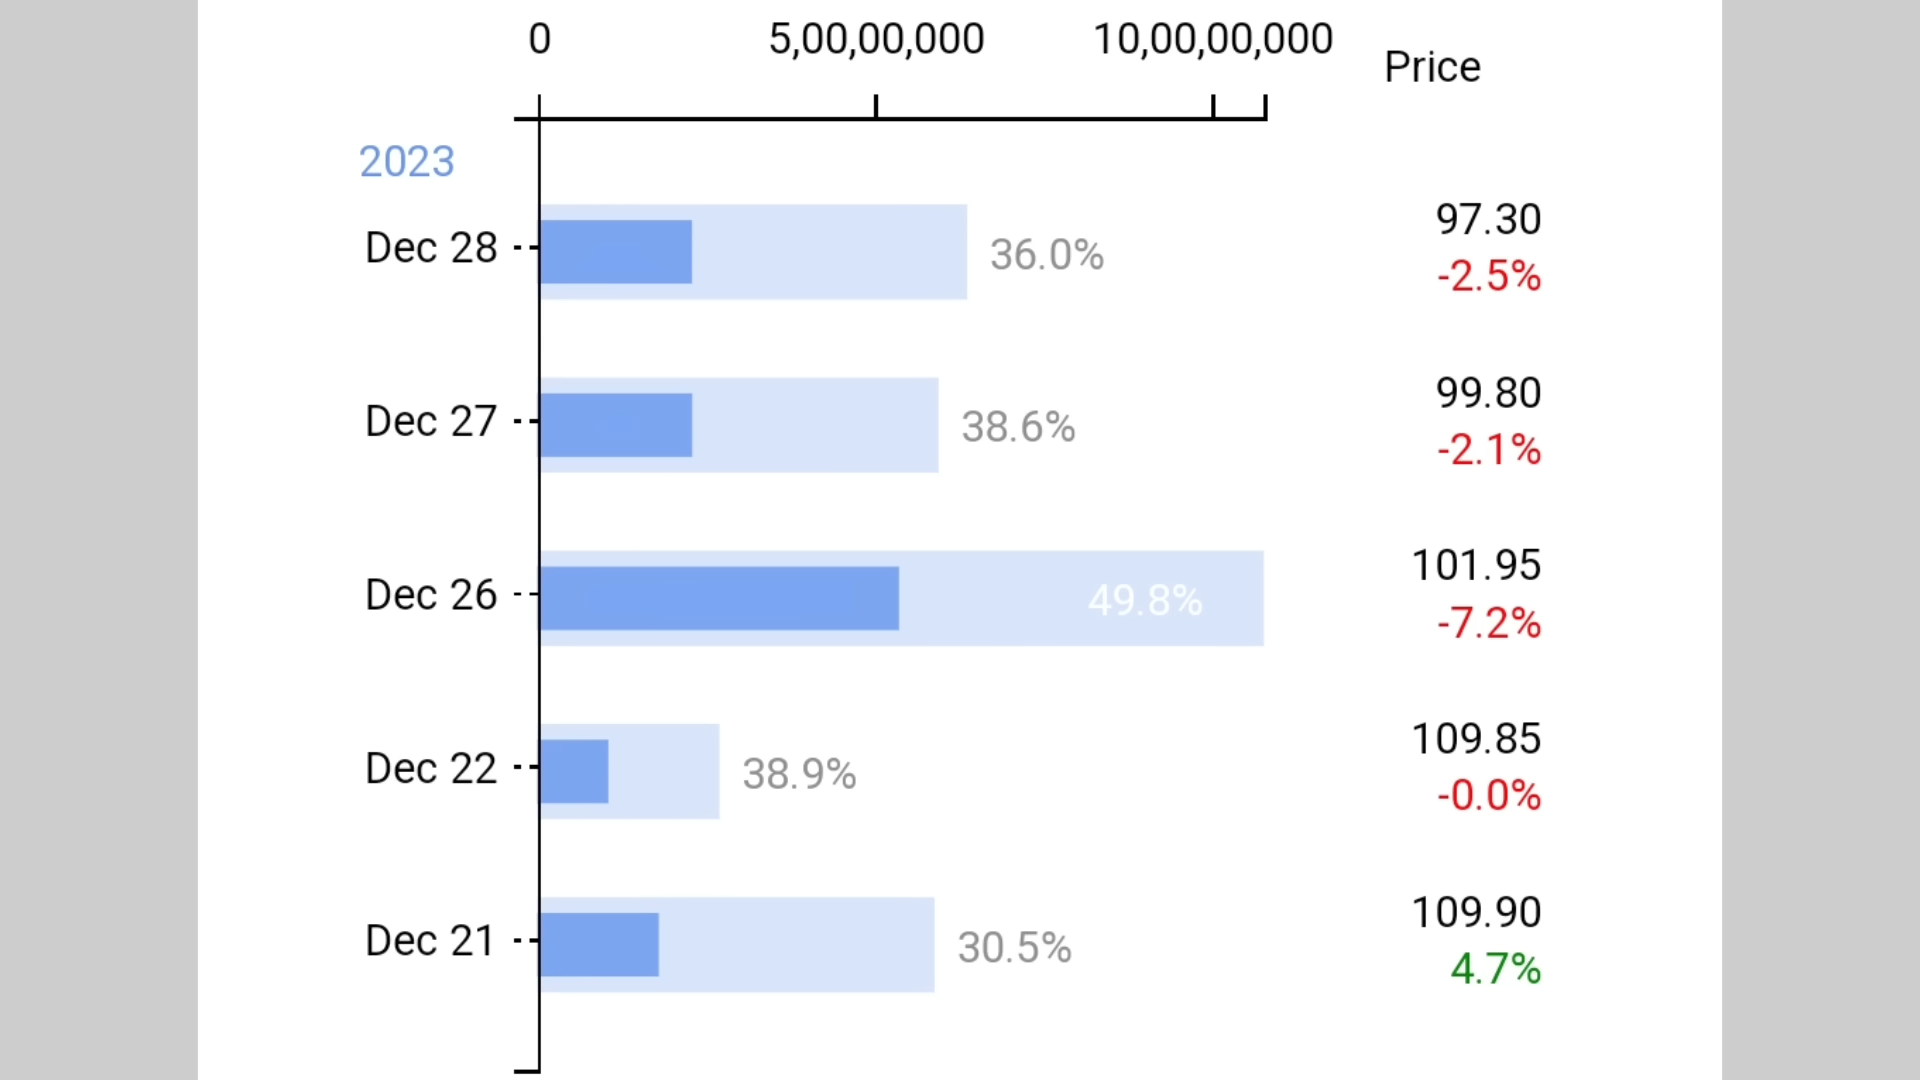 0 5,00,00,000 10,00,00,000
Price
2023
Dec 28 36.0% 97.30
-2.5%
Dec 27 38.6% 99.80
-2.1%
Dec 26 49.8% 101.95
-7.2%
Dec 22 38.9% 109.85
-0.0%
Dec 21 30.5% 109.90
4.7%